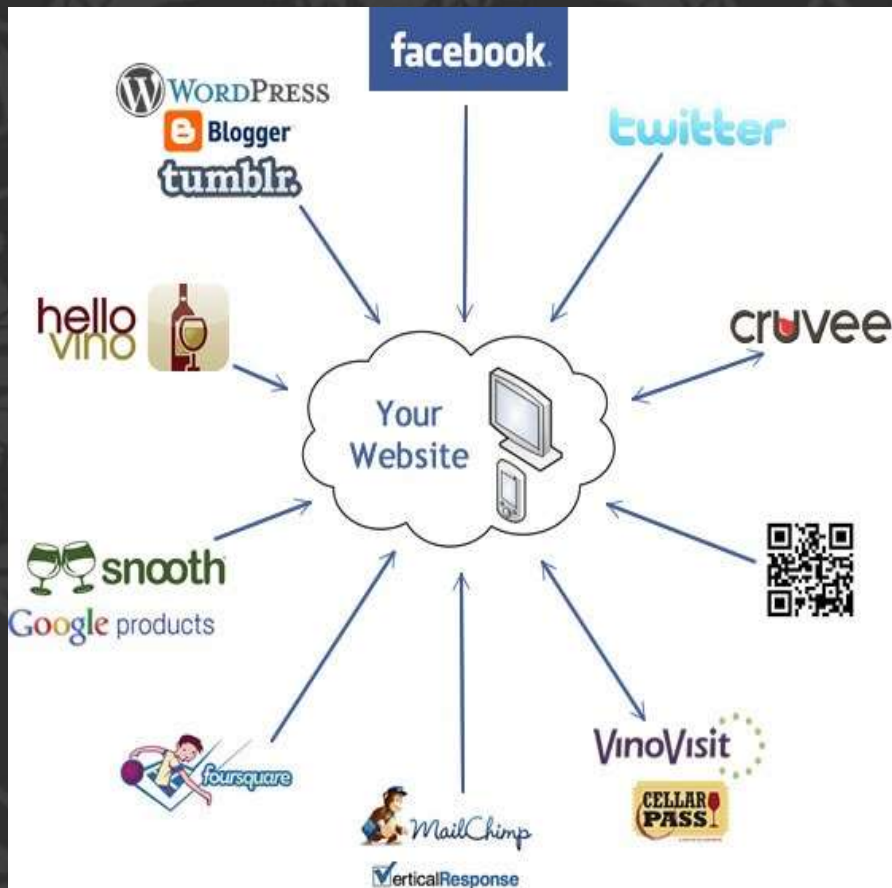 facebook.
WORDPRESS
Blogger
tumblr.
twitter
hello
vino
cruvee
Your
Website
snooth
Google products
foursquare
VINOVISIT
CELLAR
PASS
MailChimp
VerticalResponse